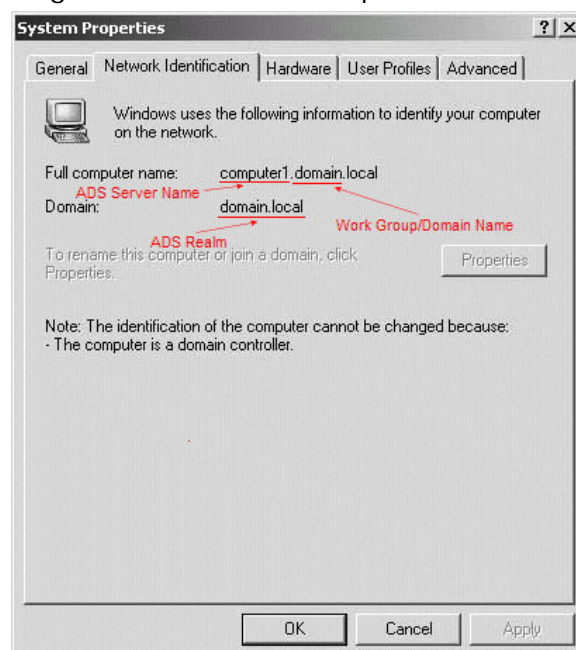 System Properties ? x
General Network Identification Hardware User Profiles Advanced
Windows uses the following information to identify your computer
on the network.
Full computer name: computer1.domain.local
ADS Server Name
Domain: domain.local
Work Group/Domain Name
ADS Realm
To rename this computer or join a domain, click
Properties.
Properties
Note: The identification of the computer cannot be changed because:
- The computer is a domain controller.
OK Cancel Apply